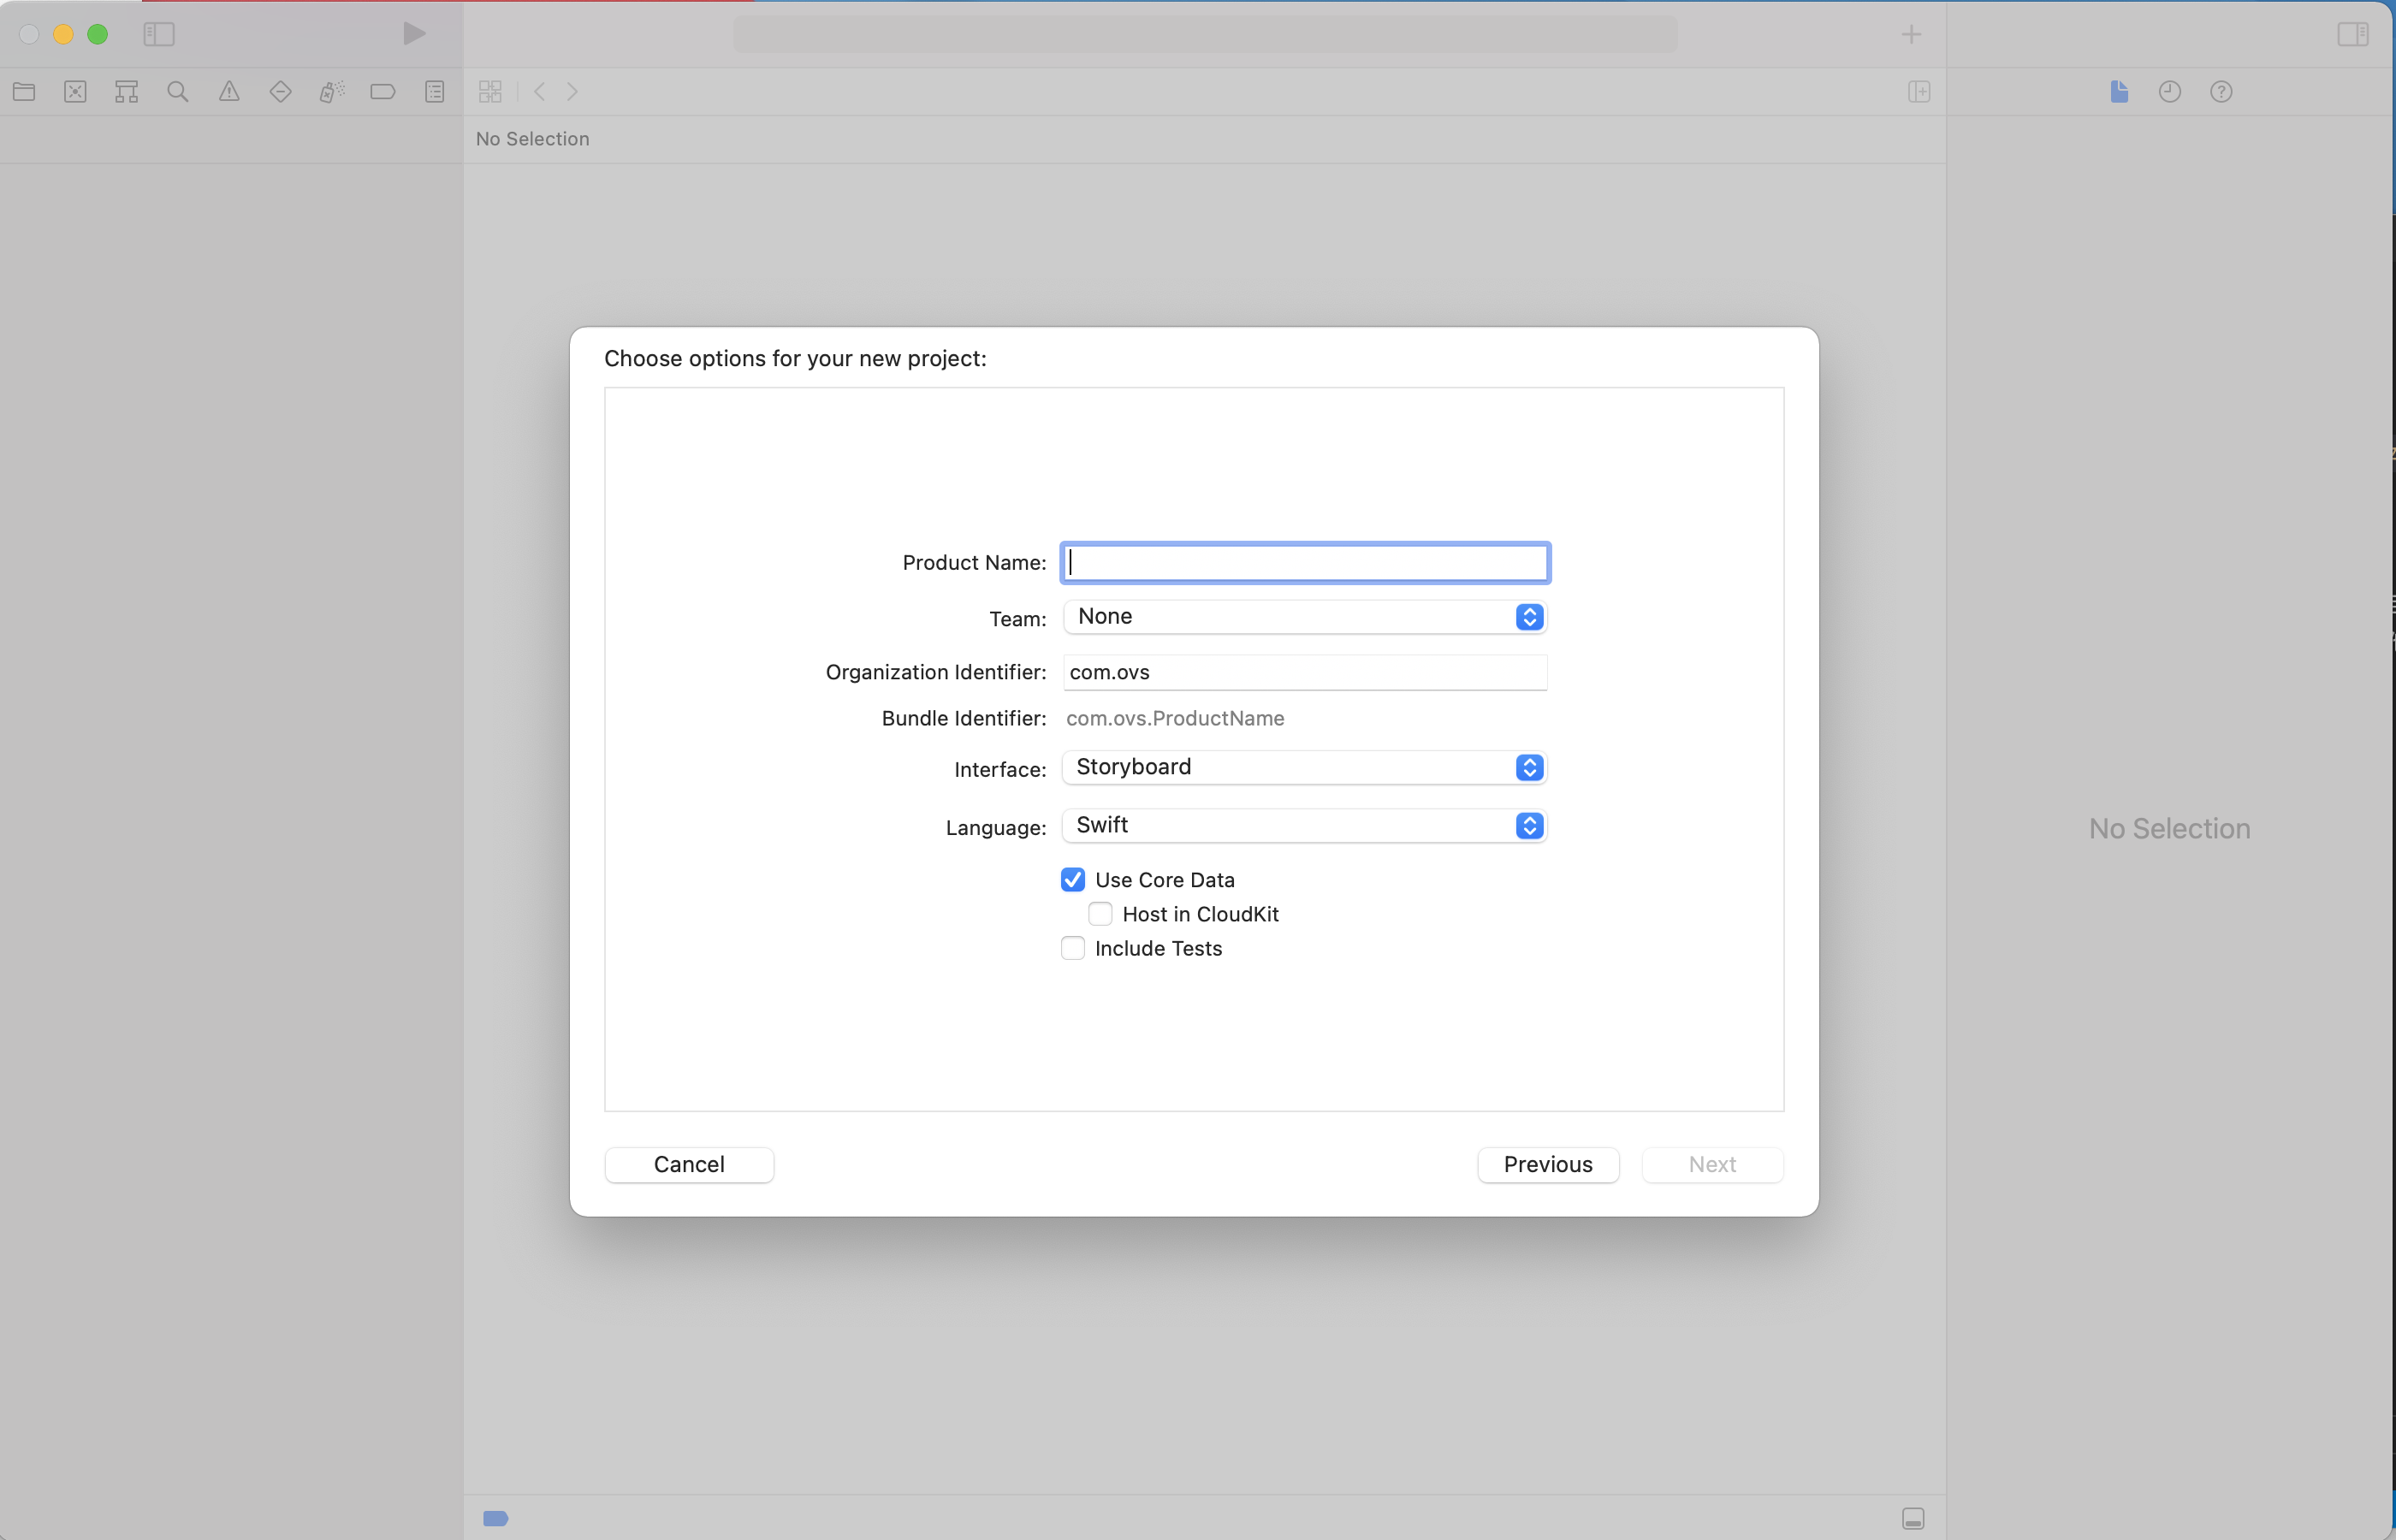 No Selection
Choose options for your new project:
Product Name:
Team: None
Organization Identifier: com.ovs
Bundle Identifier: com.ovs.ProductName
Interface: Storyboard
Language: Swift
Use Core Data
Host in CloudKit
Include Tests
Cancel Previous Next
No Selection